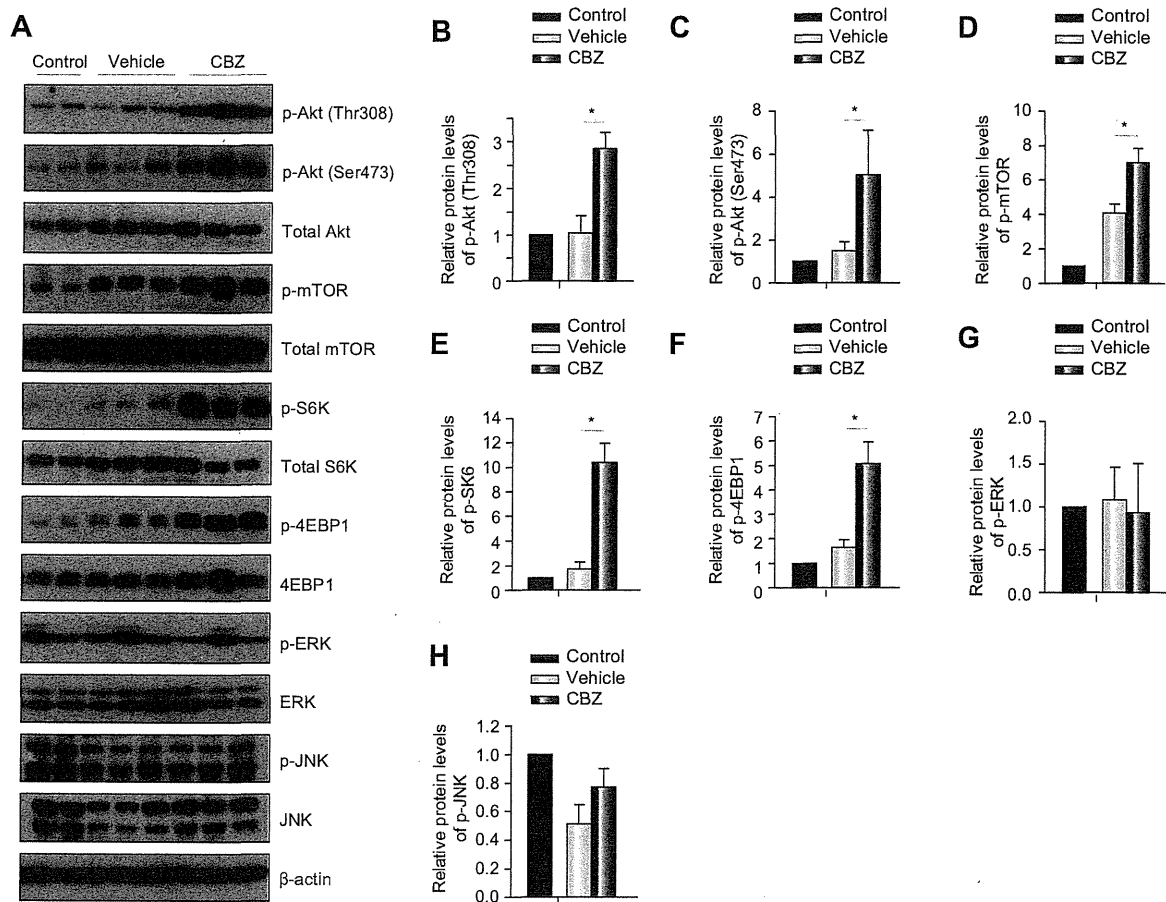 A
Control Vehicle CBZ
p-Akt (Thr308)
p-Akt (Ser473)
Total Akt
p-mTOR
Total mTOR
p-S6K
Total S6K
p-4EBP1
4EBP1
p-ERK
ERK
p-JNK
JNK
β-actin
B
Control
Vehicle
CBZ
Relative protein levels
of p-Akt (Thr308)
3
2
1
0
*
C
Control
Vehicle
CBZ
Relative protein levels
of p-Akt (Ser473)
8
6
4
2
0
*
D
Control
Vehicle
CBZ
Relative protein levels
of p-mTOR
10
8
6
4
2
0
*
E
Control
Vehicle
CBZ
Relative protein levels
of p-SK6
14
12
10
8
6
4
2
0
*
F
Control
Vehicle
CBZ
Relative protein levels
of p-4EBP1
7
6
5
4
3
2
1
0
*
G
Control
Vehicle
CBZ
Relative protein levels
of p-ERK
2.0
1.5
1.0
0.5
0.0
H
Control
Vehicle
CBZ
Relative protein levels
of p-JNK
1.2
1.0
0.8
0.6
0.4
0.2
0.0